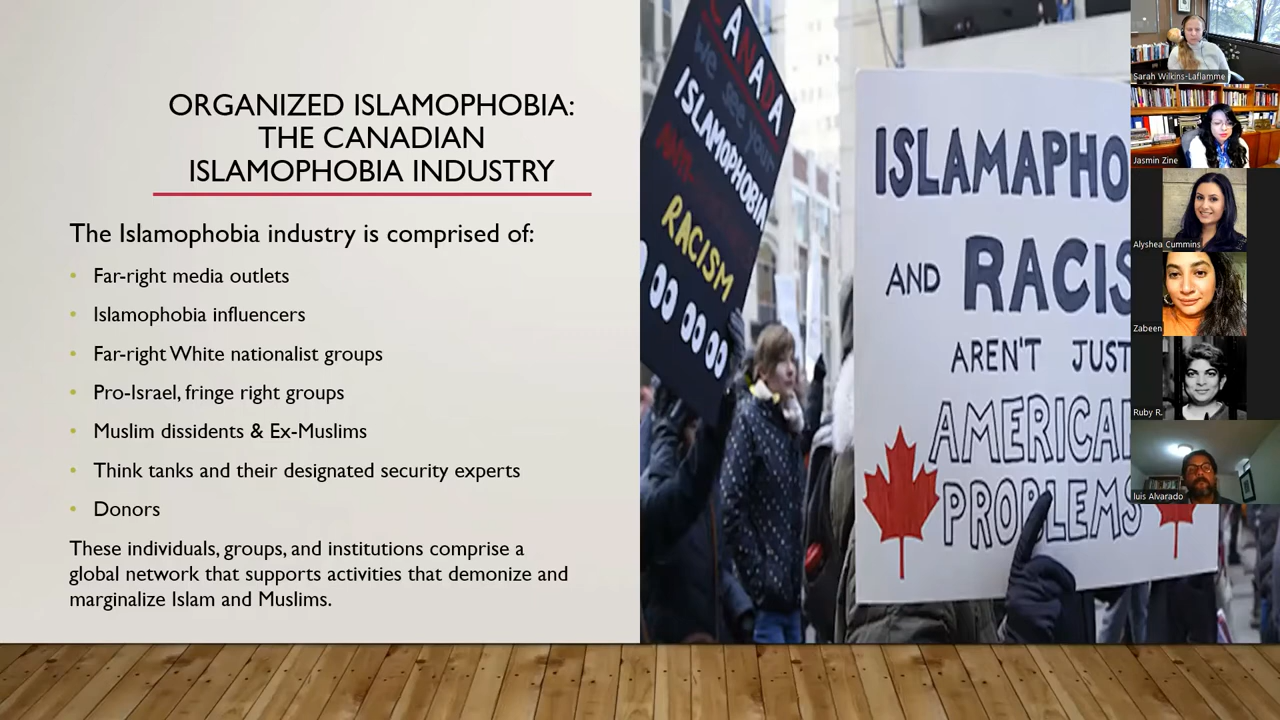 ORGANIZED ISLAMOPHOBIA:
THE CANADIAN
ISLAMOPHOBIA INDUSTRY
The Islamophobia industry is comprised of:
• Far-right media outlets
• Islamophobia influencers
• Far-right White nationalist groups
• Pro-Israel, fringe right groups
• Muslim dissidents & Ex-Muslims
• Think tanks and their designated security experts
• Donors
These individuals, groups, and institutions comprise a
global network that supports activities that demonize and
marginalize Islam and Muslims.
CANADA
We see your
ISLAMOPHOBIA
RACISM
ISLAMAPHO
AND RACIS
AREN'T JUST
AMERICA
PROBLEMS
Sarah Wilkins-Laflamme
Jasmin Zine
Alyshea Cummins
Zabeen
Ruby R.
luis Alvarado